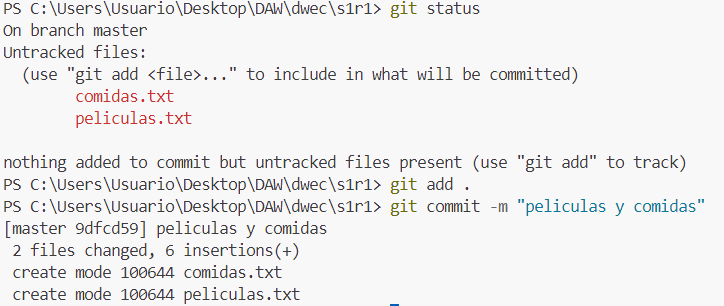 PS C:\Users\Usuario\Desktop\DAW\dwec\s1r1> git status
On branch master
Untracked files:
  (use "git add <file>..." to include in what will be committed)
        comidas.txt
        peliculas.txt

nothing added to commit but untracked files present (use "git add" to track)
PS C:\Users\Usuario\Desktop\DAW\dwec\s1r1> git add .
PS C:\Users\Usuario\Desktop\DAW\dwec\s1r1> git commit -m "peliculas y comidas"
[master 9dfcd59] peliculas y comidas
 2 files changed, 6 insertions(+)
 create mode 100644 comidas.txt
 create mode 100644 peliculas.txt